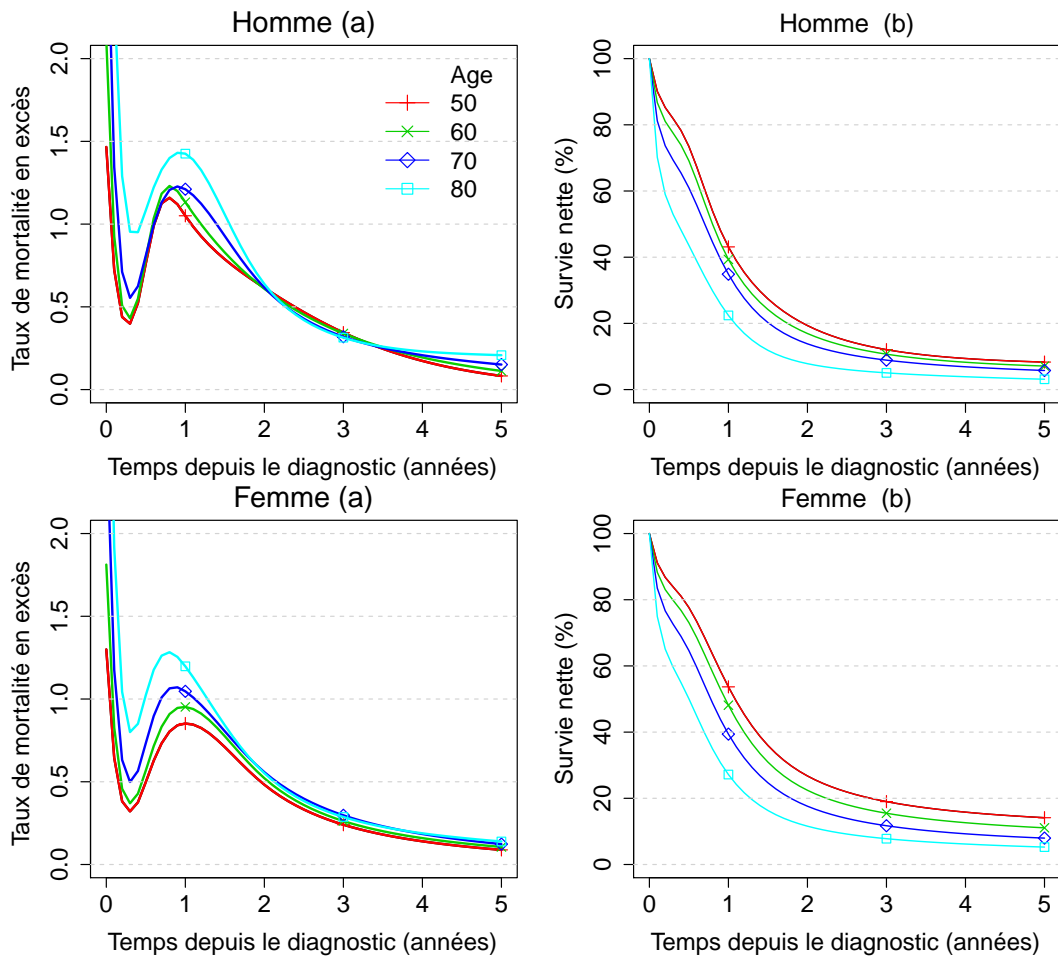 Homme (a)
Taux de mortalité en excès
0.0 0.5 1.0 1.5 2.0
Age
50
60
70
80
0 1 2 3 4 5
Temps depuis le diagnostic (années)
Homme (b)
Survie nette (%)
0 20 40 60 80 100
0 1 2 3 4 5
Temps depuis le diagnostic (années)
Femme (a)
Taux de mortalité en excès
0.0 0.5 1.0 1.5 2.0
0 1 2 3 4 5
Temps depuis le diagnostic (années)
Femme (b)
Survie nette (%)
0 20 40 60 80 100
0 1 2 3 4 5
Temps depuis le diagnostic (années)